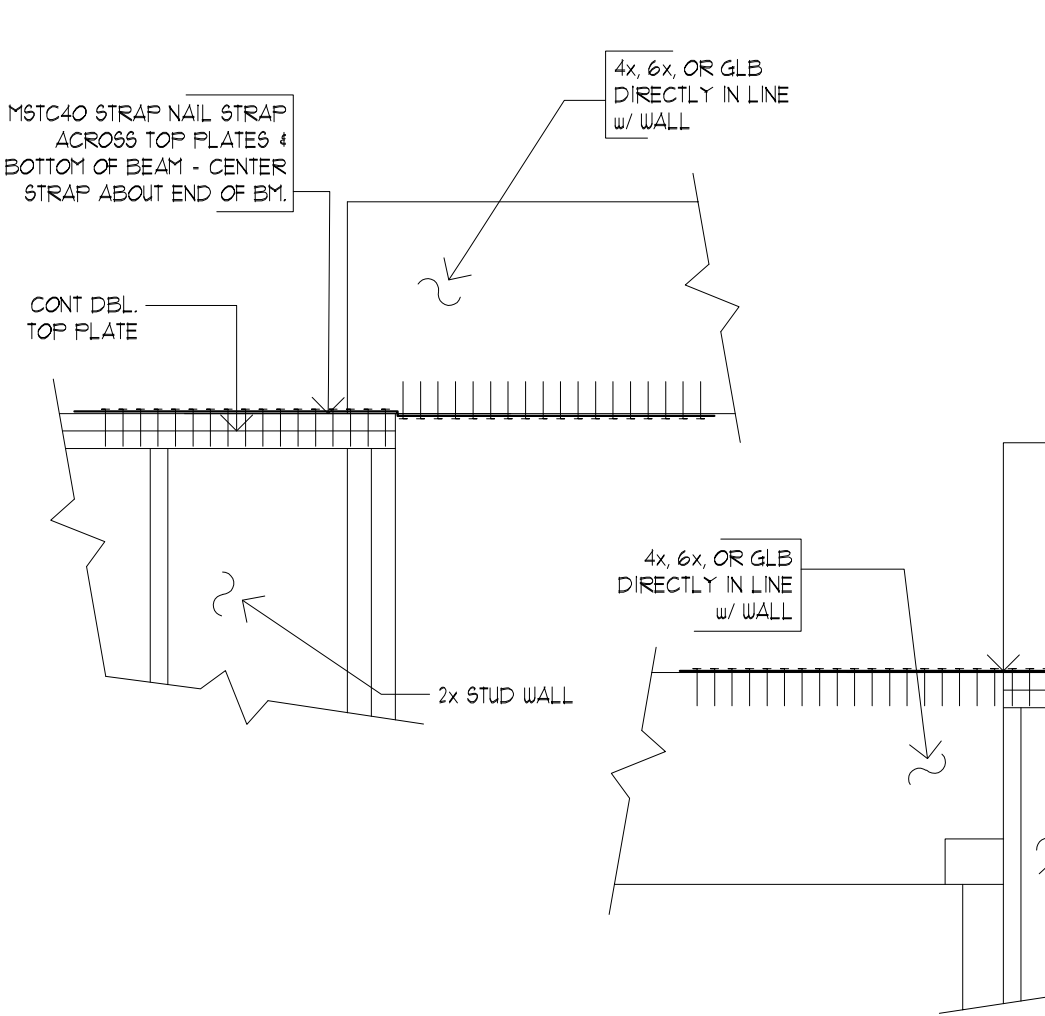 4x, 6x, OR GLB
DIRECTLY IN LINE
w/ WALL
MSTC40 STRAP NAIL STRAP
ACROSS TOP PLATES &
BOTTOM OF BEAM - CENTER
STRAP ABOUT END OF BM.
CONT DBL.
TOP PLATE
4x, 6x, OR GLB
DIRECTLY IN LINE
w/ WALL
2x STUD WALL